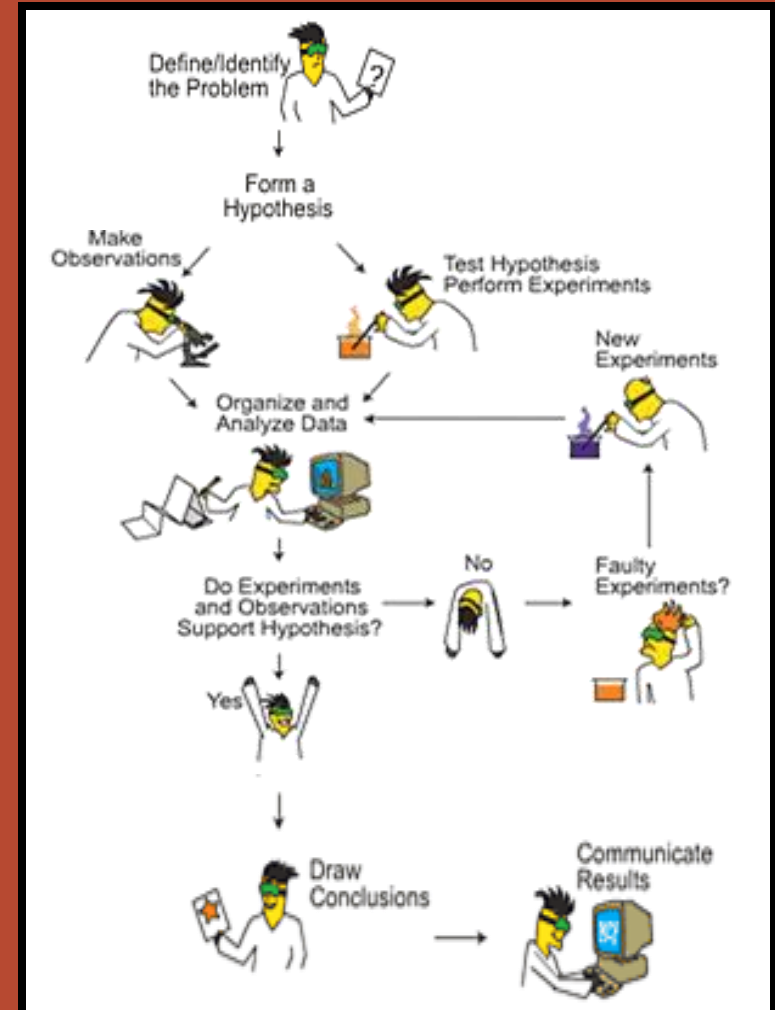 Define/Identify
the Problem
?
Form a
Hypothesis
Make
Observations
Test Hypothesis
Perform Experiments
New
Experiments
Organize and
Analyze Data
No
Faulty
Experiments?
Do Experiments
and Observations
Support Hypothesis?
Yes
Draw
Conclusions
Communicate
Results